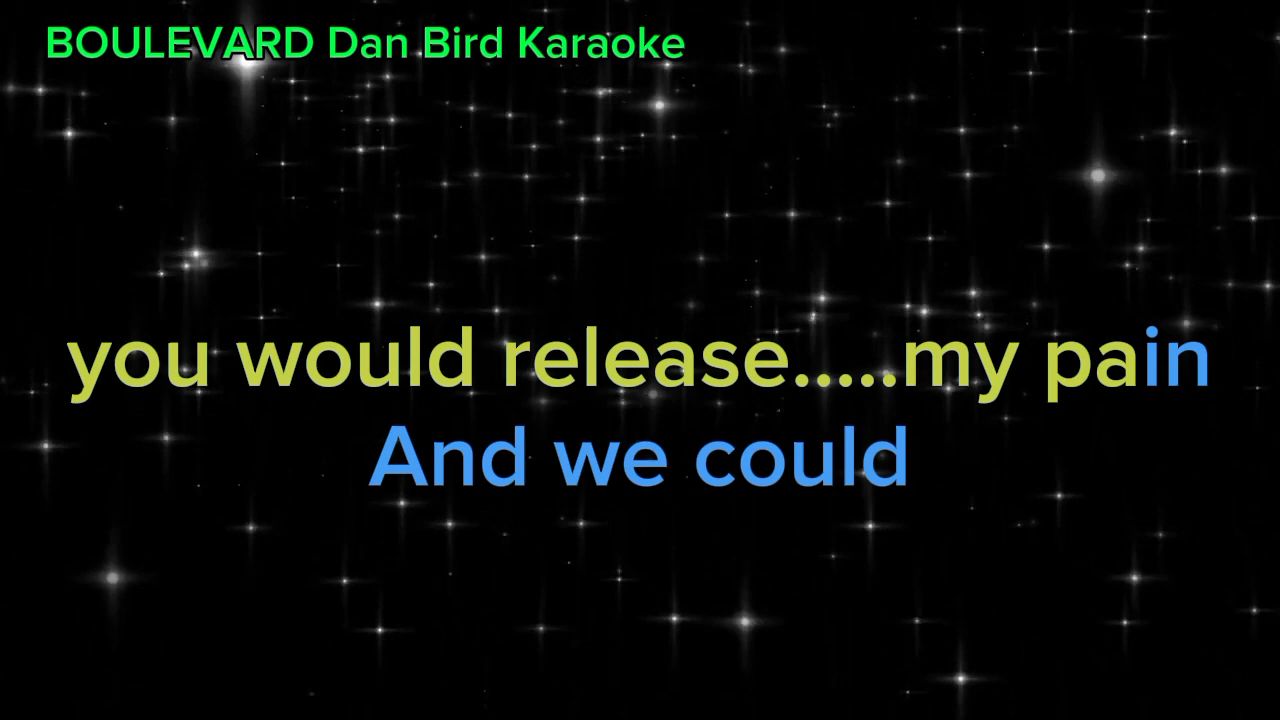 BOULEVARD Dan Bird Karaoke
you would release.....my pain
And we could